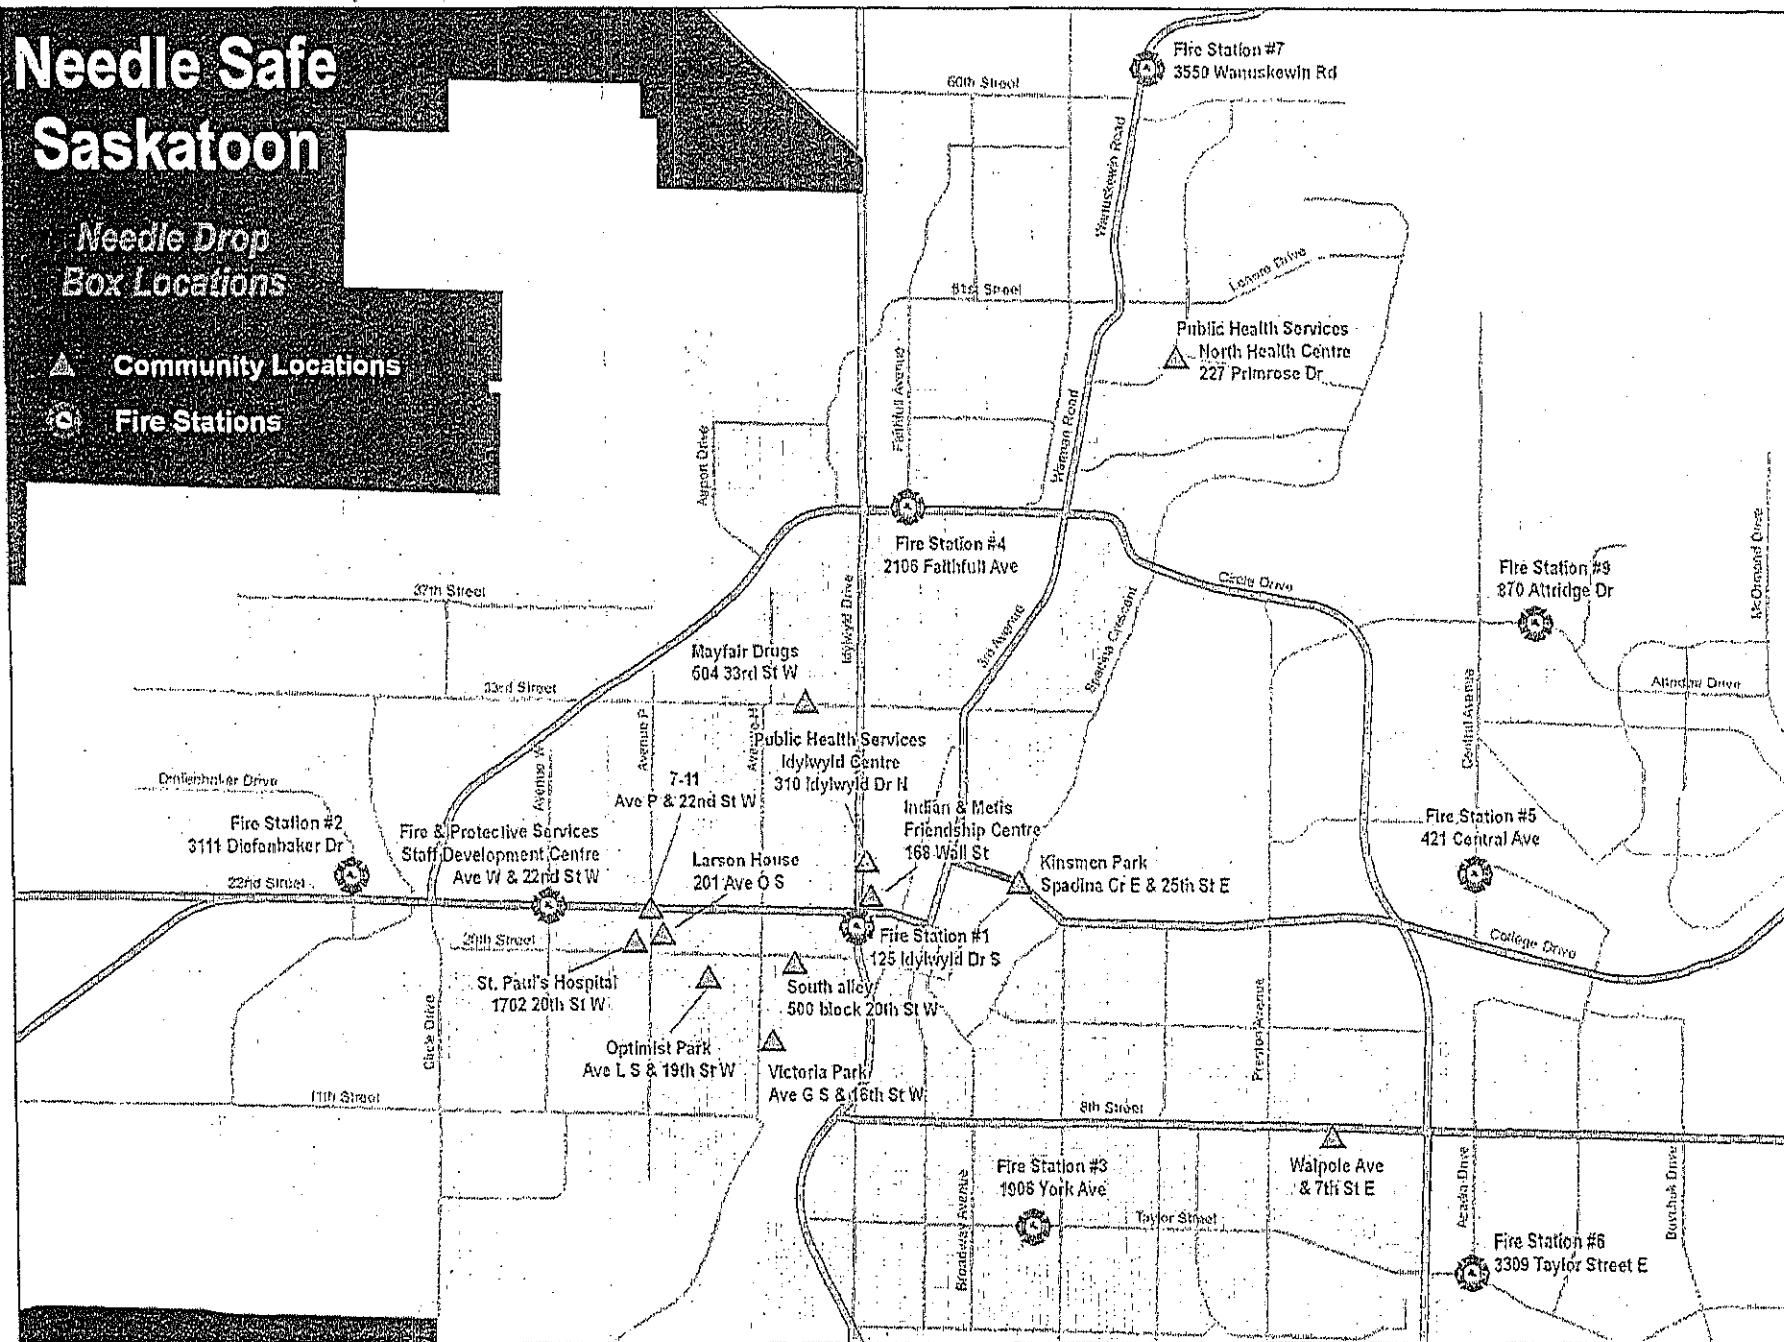 Needle Safe
Saskatoon
Needle Drop
Box Locations
Community Locations
Fire Stations
Fire Station #7
3550 Wanuskewin Rd
60th Street
Wanuskewin Road
Lenore Drive
51st Street
Public Health Services
North Health Centre
227 Primrose Dr
Faithfull Avenue
Warman Road
Airport Drive
Fire Station #4
2106 Faithfull Ave
Circle Drive
Fire Station #9
870 Attridge Dr
McOrmond Drive
37th Street
Idylwyld Drive
3rd Avenue
Spadina Crescent
Mayfair Drugs
504 33rd St W
33rd Street
Attridge Drive
Central Avenue
Avenue P
Avenue H
Avenue W
Public Health Services
Idylwyld Centre
310 Idylwyld Dr N
Diefenbaker Drive
7-11
Ave P & 22nd St W
Indian & Metis
Friendship Centre
168 Wall St
Fire Station #2
3111 Diefenbaker Dr
Fire & Protective Services
Staff Development Centre
Ave W & 22nd St W
Larson House
201 Ave O S
Kinsmen Park
Spadina Cr E & 25th St E
Fire Station #5
421 Central Ave
22nd Street
20th Street
Fire Station #1
125 Idylwyld Dr S
College Drive
St. Paul's Hospital
1702 20th St W
South alley
500 block 20th St W
Circle Drive
Preston Avenue
Optimist Park
Ave L S & 19th St W
Victoria Park
Ave G S & 16th St W
11th Street
8th Street
Fire Station #3
1906 York Ave
Walpole Ave
& 7th St E
Broadway Avenue
Taylor Street
Acadia Drive
Boychuk Drive
Fire Station #6
3309 Taylor Street E